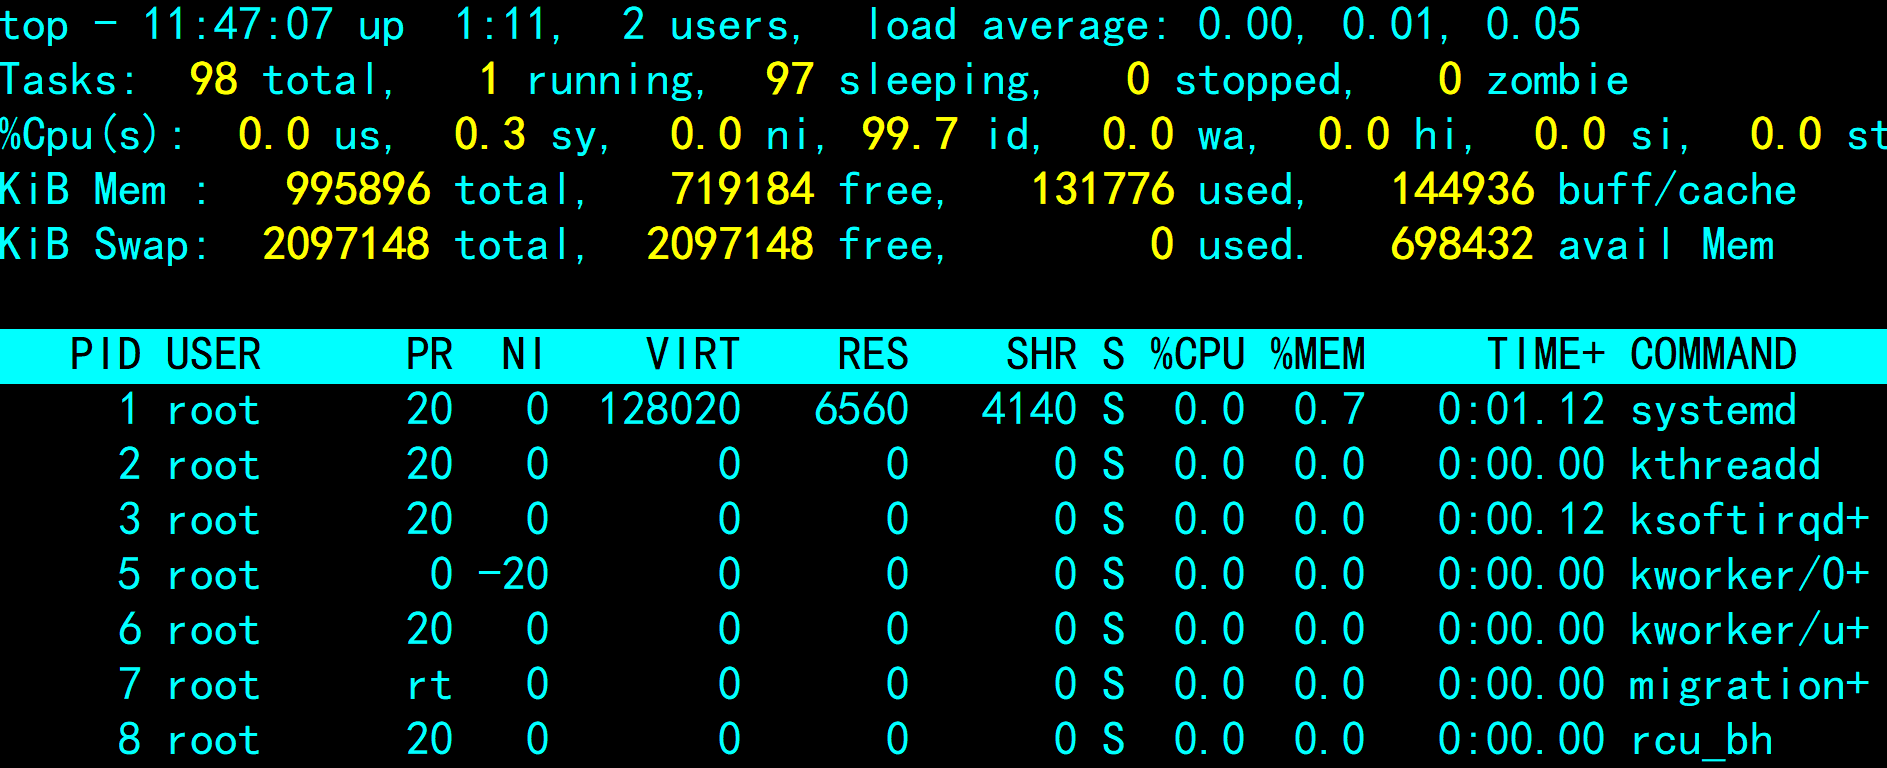 top - 11:47:07 up  1:11,  2 users,  load average: 0.00, 0.01, 0.05
Tasks:  98 total,   1 running,  97 sleeping,   0 stopped,   0 zombie
%Cpu(s):  0.0 us,  0.3 sy,  0.0 ni, 99.7 id,  0.0 wa,  0.0 hi,  0.0 si,  0.0 st
KiB Mem :   995896 total,   719184 free,   131776 used,   144936 buff/cache
KiB Swap:  2097148 total,  2097148 free,        0 used.   698432 avail Mem
PID USER      PR  NI    VIRT    RES    SHR S %CPU %MEM     TIME+ COMMAND
1 root      20   0  128020   6560   4140 S  0.0  0.7   0:01.12 systemd
2 root      20   0       0      0      0 S  0.0  0.0   0:00.00 kthreadd
3 root      20   0       0      0      0 S  0.0  0.0   0:00.12 ksoftirqd+
5 root       0 -20       0      0      0 S  0.0  0.0   0:00.00 kworker/0+
6 root      20   0       0      0      0 S  0.0  0.0   0:00.00 kworker/u+
7 root      rt   0       0      0      0 S  0.0  0.0   0:00.00 migration+
8 root      20   0       0      0      0 S  0.0  0.0   0:00.00 rcu_bh